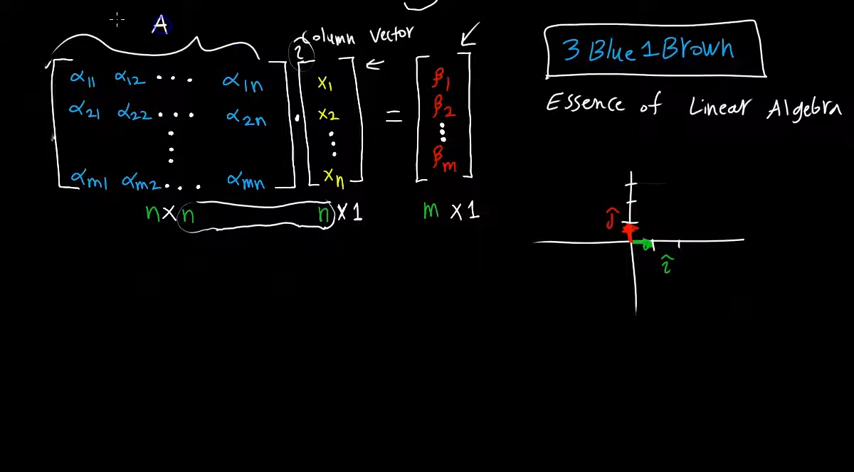 A
Column vector
α11 α12 ... α1n
α21 α22 ... α2n
αm1 αm2 ... αmn
·
x1
x2
xn
=
β1
β2
βm
n×n n×1 m×1
3 Blue 1 Brown
Essence of Linear Algebra
ĵ
î